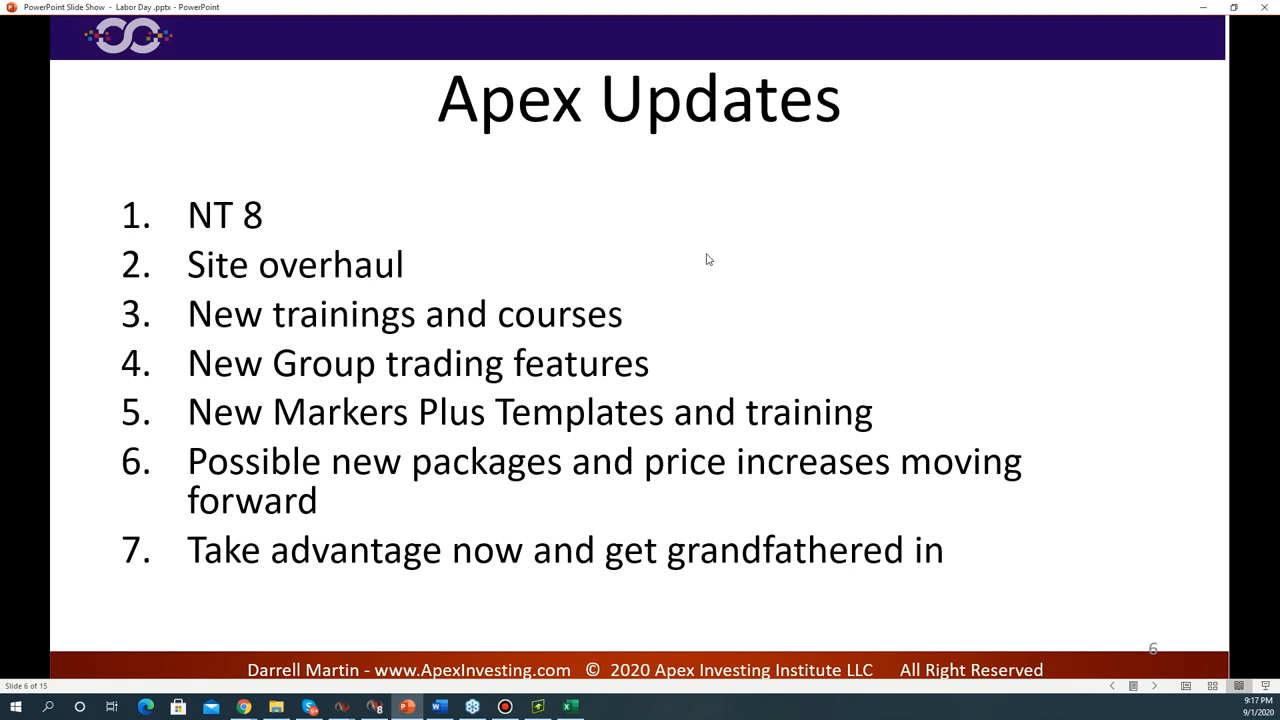 PowerPoint Slide Show - Labor Day .pptx - PowerPoint
Apex Updates
1. NT 8
2. Site overhaul
3. New trainings and courses
4. New Group trading features
5. New Markers Plus Templates and training
6. Possible new packages and price increases moving
forward
7. Take advantage now and get grandfathered in
6
Darrell Martin - www.ApexInvesting.com © 2020 Apex Investing Institute LLC All Right Reserved
Slide 6 of 15
9:17 PM
9/1/2020